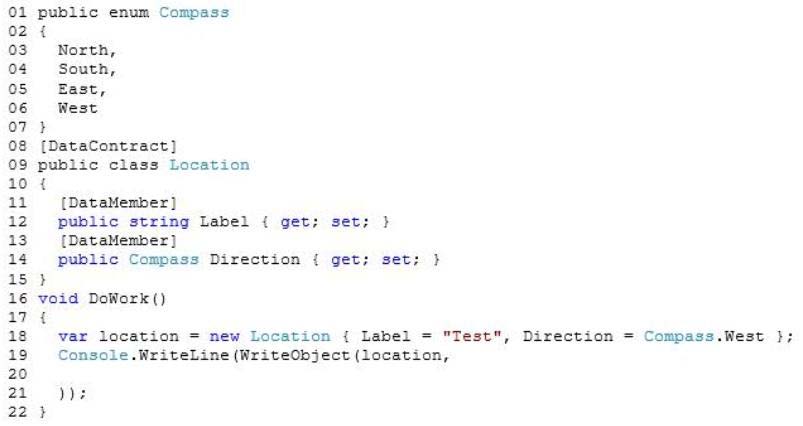 01 public enum Compass
02 {
03   North,
04   South,
05   East,
06   West
07 }
08 [DataContract]
09 public class Location
10 {
11   [DataMember]
12   public string Label { get; set; }
13   [DataMember]
14   public Compass Direction { get; set; }
15 }
16 void DoWork()
17 {
18   var location = new Location { Label = "Test", Direction = Compass.West };
19   Console.WriteLine(WriteObject(location,
20
21   ));
22 }